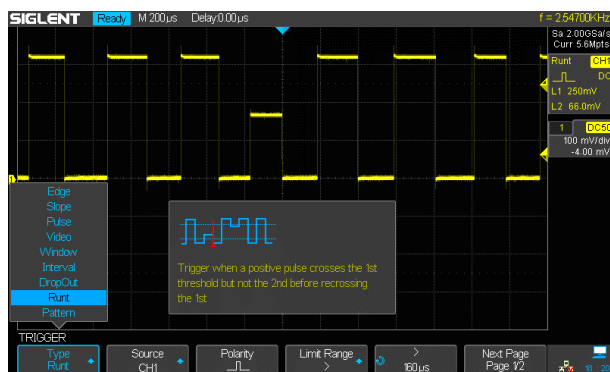 SIGLENT Ready M 200µs Delay:0.00µs f = 2.54700KHz
Sa 2.00GSa/s
Curr 5.6Mpts
Runt CH1
DC
L1 250mV
L2 66.0mV
1 DC50
100 mV/div
-4.00 mV
1
Edge
Slope
Pulse
Video
Window
Interval
DropOut
Runt
Pattern
Trigger when a positive pulse crosses the 1st
threshold but not the 2nd before recrossing
the 1st
TRIGGER
Type Source Polarity Limit Range > Next Page
Runt CH1 > 160µs Page 1/2